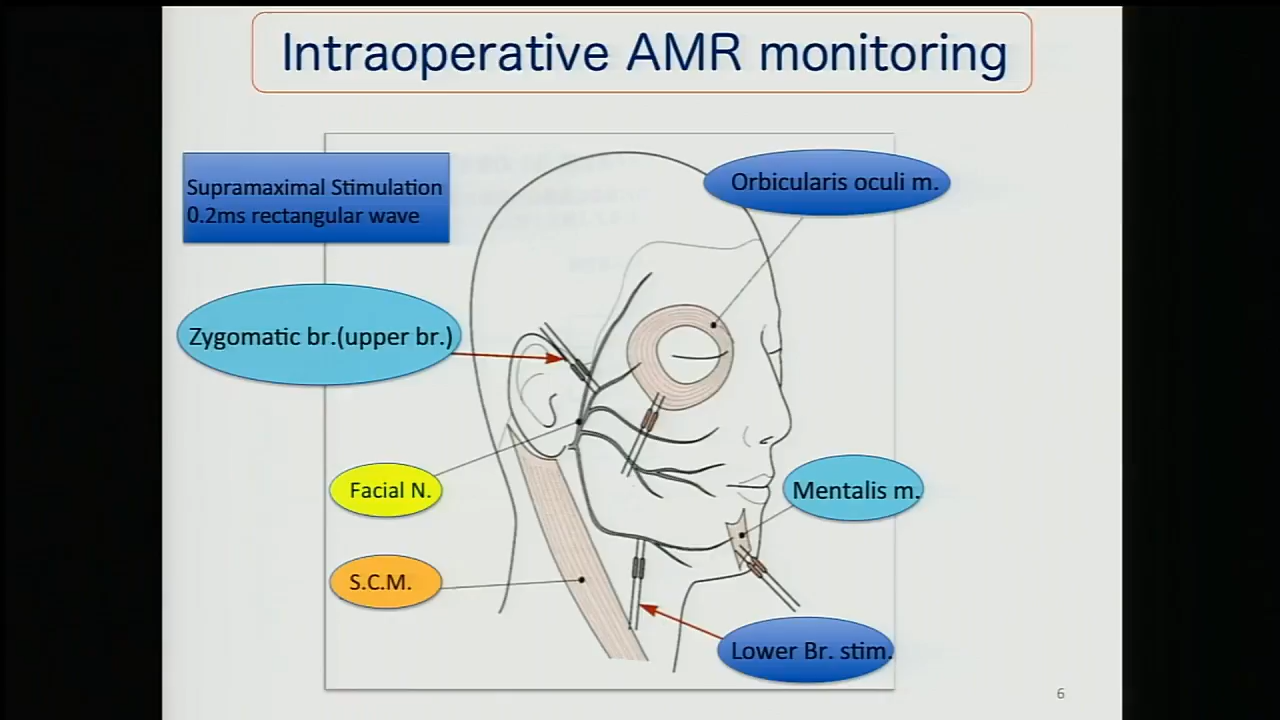 Intraoperative AMR monitoring
Supramaximal Stimulation
0.2ms rectangular wave
Orbicularis oculi m.
Zygomatic br.(upper br.)
Facial N.
Mentalis m.
S.C.M.
Lower Br. stim.
6